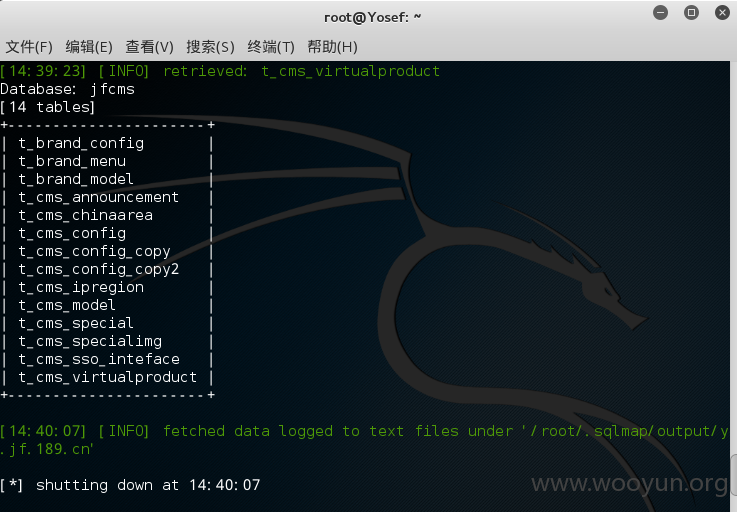 root@Yosef: ~
文件(F) 编辑(E) 查看(V) 搜索(S) 终端(T) 帮助(H)
[14:39:23] [INFO] retrieved: t_cms_virtualproduct
Database: jfcms
[14 tables]
+----------------------+
| t_brand_config       |
| t_brand_menu         |
| t_brand_model        |
| t_cms_announcement   |
| t_cms_chinaarea      |
| t_cms_config         |
| t_cms_config_copy    |
| t_cms_config_copy2   |
| t_cms_ipregion       |
| t_cms_model          |
| t_cms_special        |
| t_cms_specialimg     |
| t_cms_sso_inteface   |
| t_cms_virtualproduct |
+----------------------+
[14:40:07] [INFO] fetched data logged to text files under '/root/.sqlmap/output/y
.jf.189.cn'
[*] shutting down at 14:40:07
www.wooyun.org